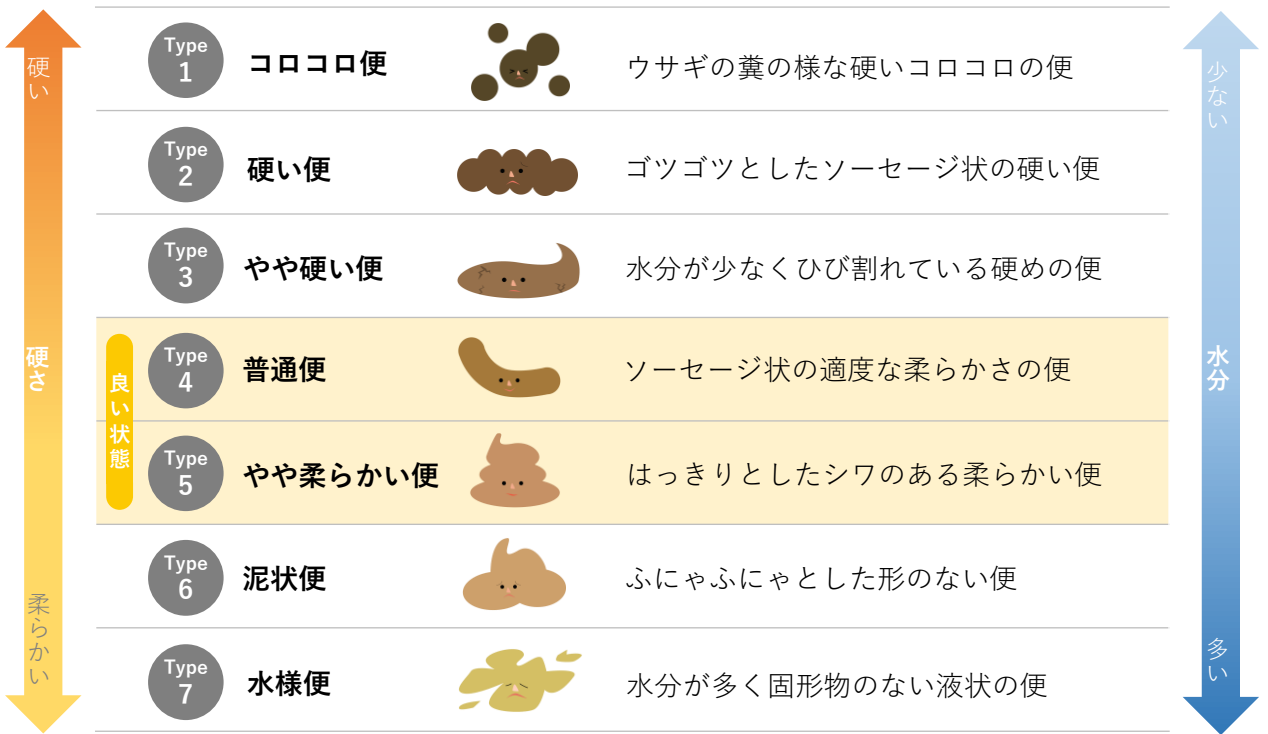 硬い
少ない
Type
1
コロコロ便
ウサギの糞の様な硬いコロコロの便
Type
2
硬い便
ゴツゴツとしたソーセージ状の硬い便
Type
3
やや硬い便
水分が少なくひび割れている硬めの便
硬さ
水分
良い状態
Type
4
普通便
ソーセージ状の適度な柔らかさの便
Type
5
やや柔らかい便
はっきりとしたシワのある柔らかい便
Type
6
泥状便
ふにゃふにゃとした形のない便
柔らかい
多い
Type
7
水様便
水分が多く固形物のない液状の便